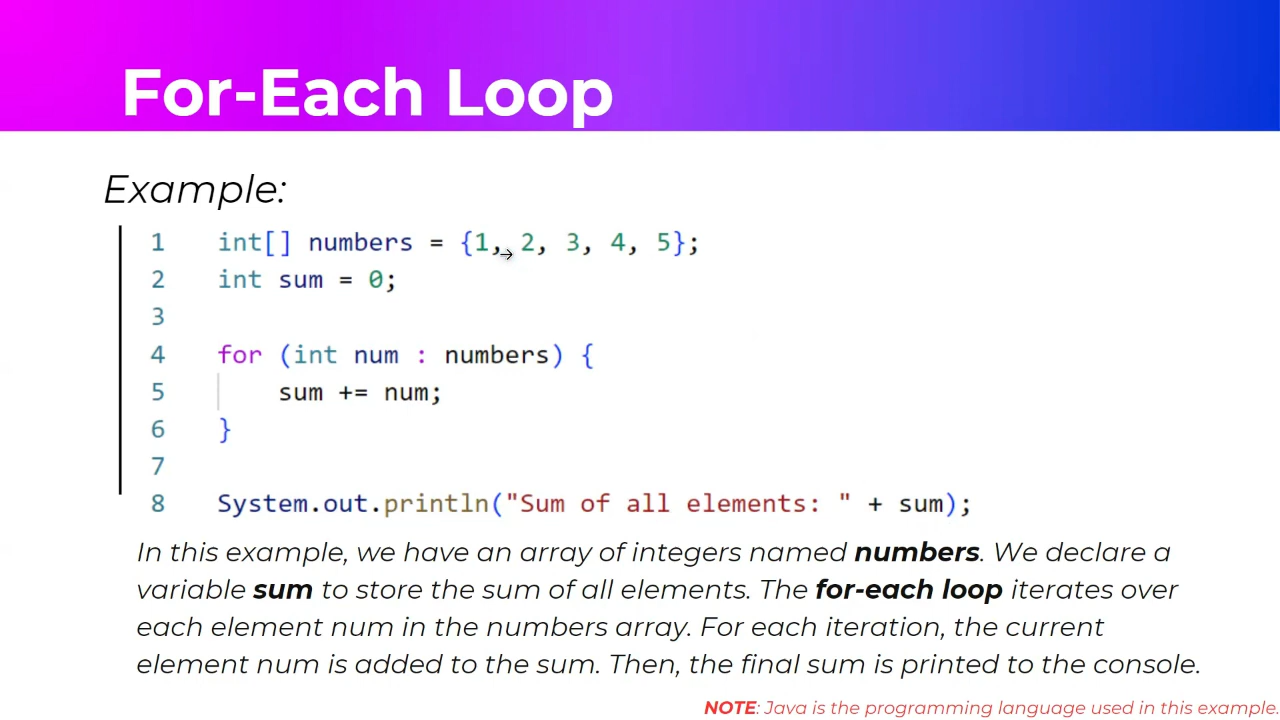 For-Each Loop
Example:
1 int[] numbers = {1, 2, 3, 4, 5};
2 int sum = 0;
3
4 for (int num : numbers) {
5 sum += num;
6 }
7
8 System.out.println("Sum of all elements: " + sum);
In this example, we have an array of integers named numbers. We declare a
variable sum to store the sum of all elements. The for-each loop iterates over
each element num in the numbers array. For each iteration, the current
element num is added to the sum. Then, the final sum is printed to the console.
NOTE: Java is the programming language used in this example.